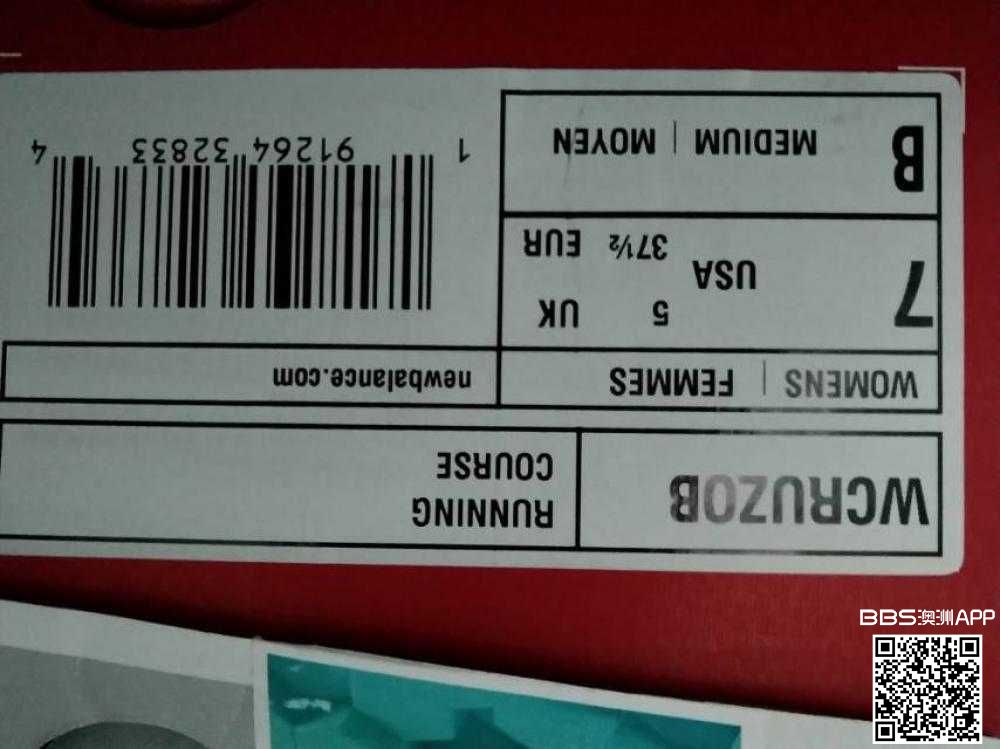 WCRUZOB
RUNNING
COURSE
WOMENS | FEMMES
newbalance.com
7 USA
5 UK
37½ EUR
B MEDIUM | MOYEN
1 91264 32833 4
BBS澳洲APP